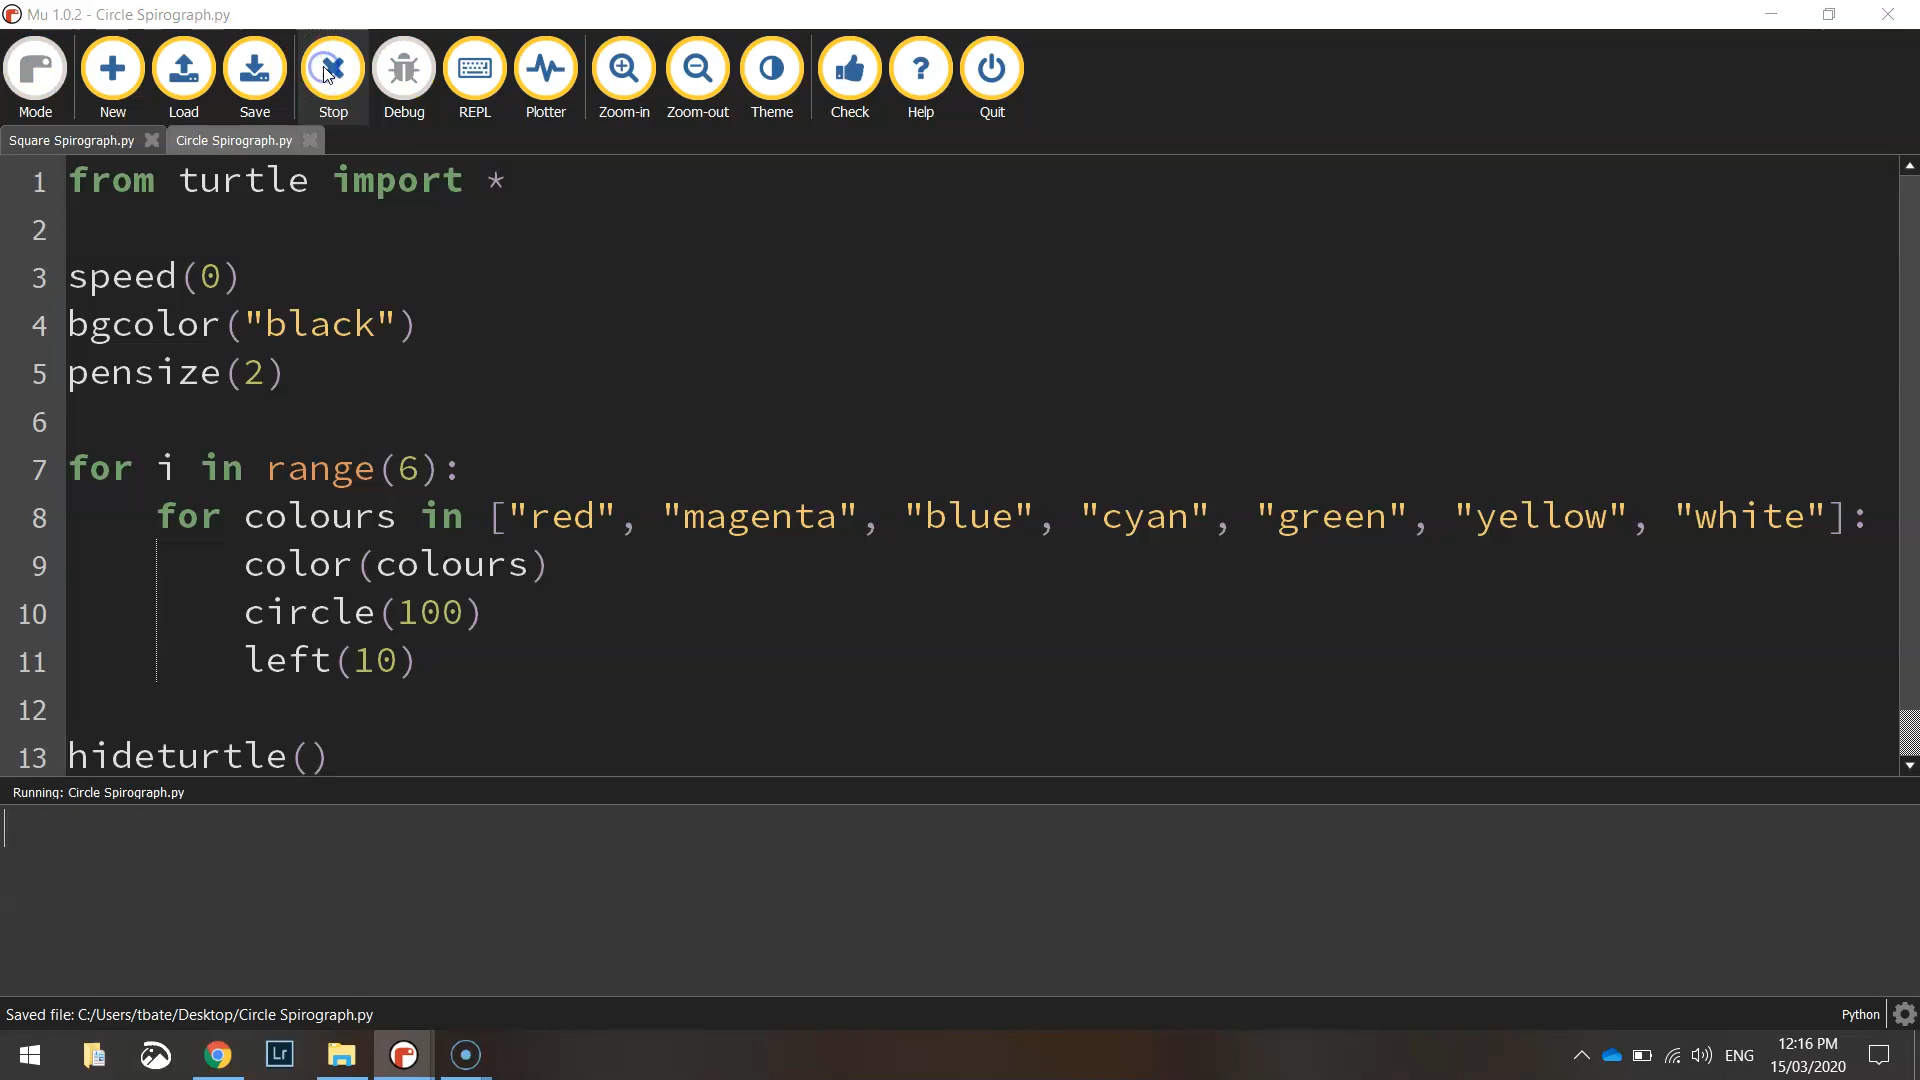 Mu 1.0.2 - Circle Spirograph.py
Mode New Load Save Stop Debug REPL Plotter Zoom-in Zoom-out Theme Check Help Quit
Square Spirograph.py Circle Spirograph.py
1 from turtle import *
2
3 speed(0)
4 bgcolor("black")
5 pensize(2)
6
7 for i in range(6):
8 for colours in ["red", "magenta", "blue", "cyan", "green", "yellow", "white"]:
9 color(colours)
10 circle(100)
11 left(10)
12
13 hideturtle()
Running: Circle Spirograph.py
Saved file: C:/Users/tbate/Desktop/Circle Spirograph.py Python
Lr ENG 12:16 PM
15/03/2020